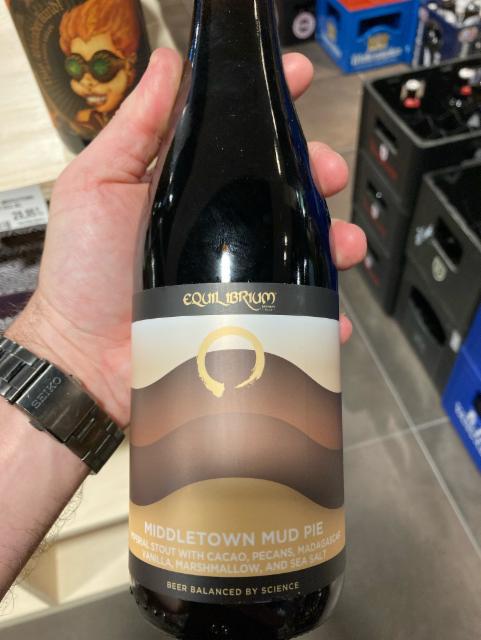 EQUILIBRIUM
MIDDLETOWN MUD PIE
IMPERIAL STOUT WITH CACAO, PECANS, MADAGASCAR
VANILLA, MARSHMALLOW, AND SEA SALT
BEER BALANCED BY SCIENCE
SEIKO